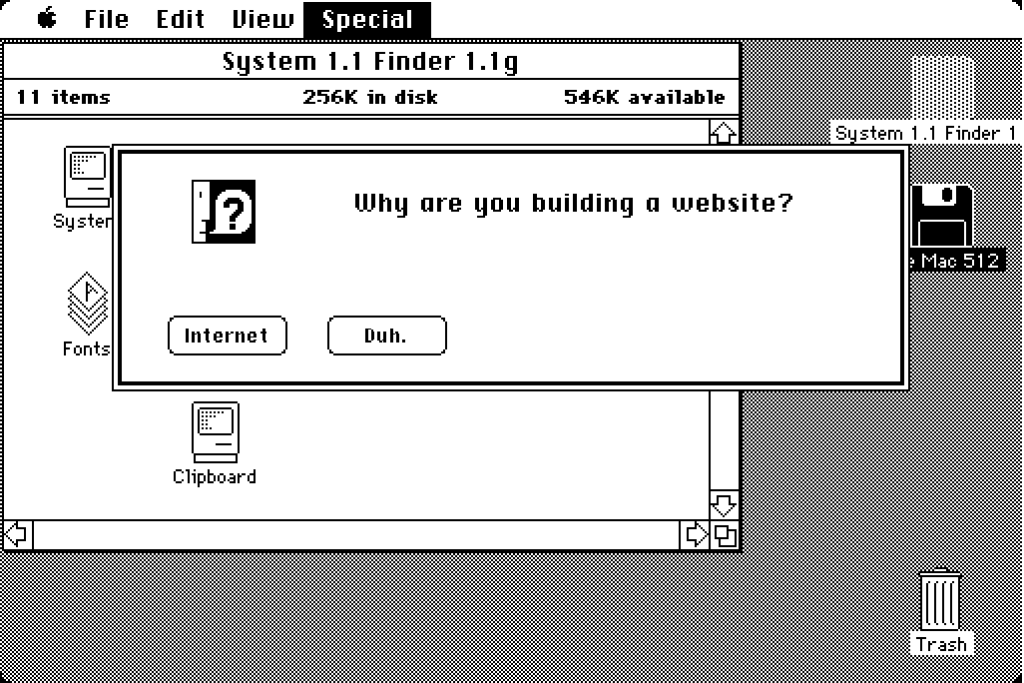 File Edit View Special
System 1.1 Finder 1.1g
11 items 256K in disk 546K available
System 1.1 Finder 1
Why are you building a website?
?
System
Mac 512
Internet Duh.
Fonts
Clipboard
Trash